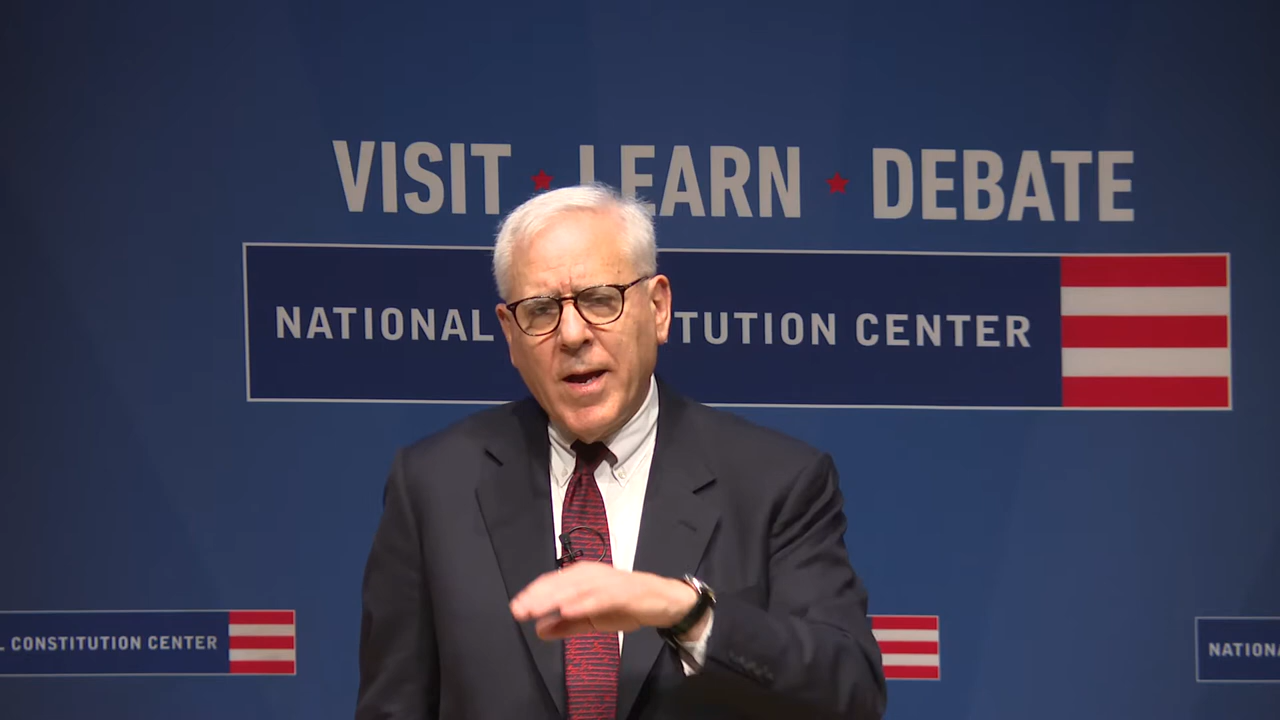 VISIT ★ LEARN ★ DEBATE
NATIONAL TUTION CENTER
L CONSTITUTION CENTER
NATIONA